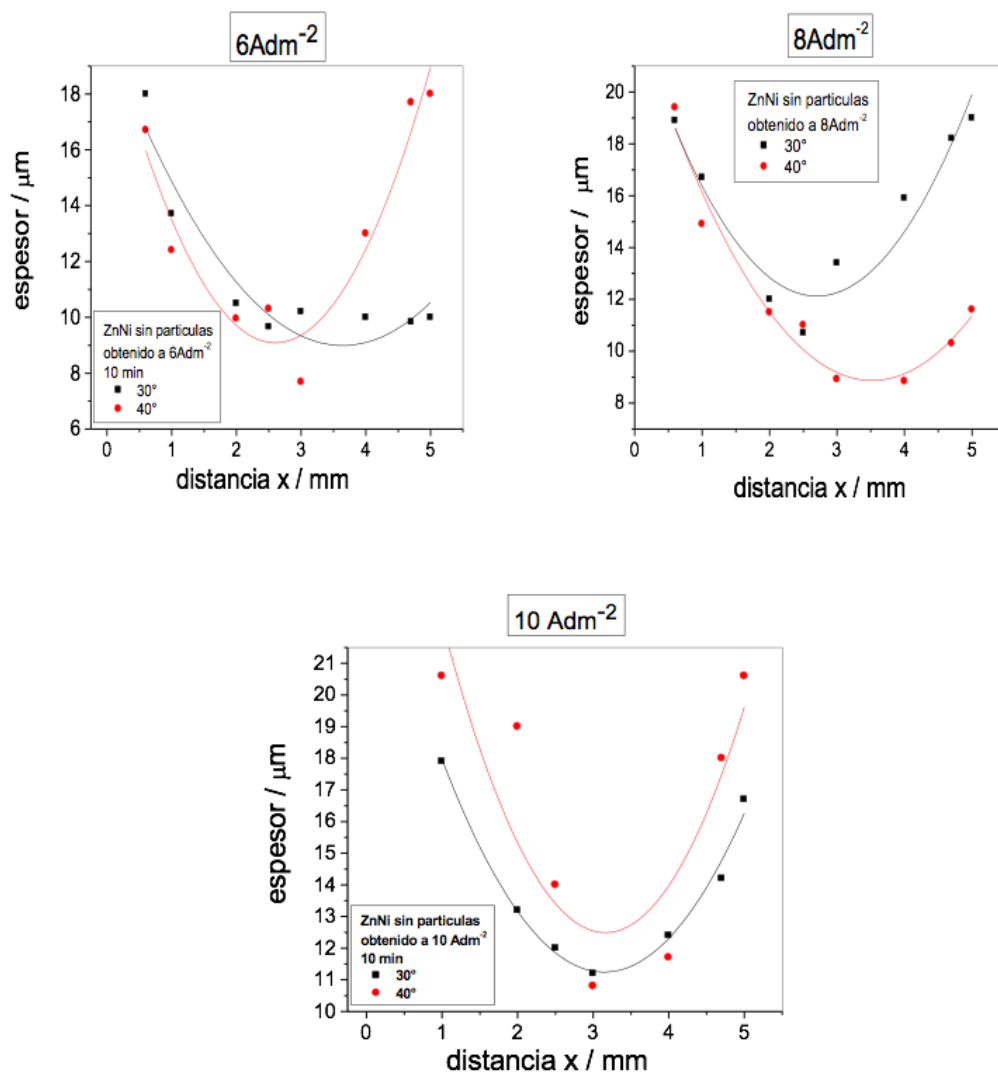 6Adm⁻²
espesor / μm
18
16
14
12
10
8
6
ZnNi sin particulas
obtenido a 6Adm⁻²
10 min
30°
40°
0 1 2 3 4 5
distancia x / mm
8Adm⁻²
espesor / μm
20
18
16
14
12
10
8
ZnNi sin particulas
obtenido a 8Adm⁻²
30°
40°
0 1 2 3 4 5
distancia x / mm
10 Adm⁻²
espesor / μm
21
20
19
18
17
16
15
14
13
12
11
10
ZnNi sin particulas
obtenido a 10 Adm⁻²
10 min
30°
40°
0 1 2 3 4 5
distancia x / mm